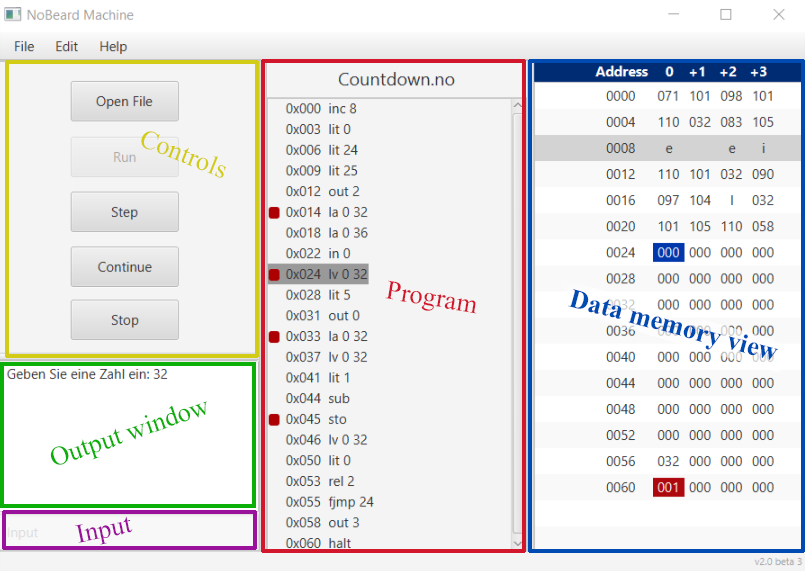 NoBeard Machine
File Edit Help
Open File
Run
Controls
Step
Continue
Stop
Geben Sie eine Zahl ein: 32
Output window
input
Input
Countdown.no
0x000 inc 8
0x003 lit 0
0x006 lit 24
0x009 lit 25
0x012 out 2
0x014 la 0 32
0x018 la 0 36
0x022 in 0
0x024 lv 0 32
0x028 lit 5
0x031 out 0
0x033 la 0 32
0x037 lv 0 32
0x041 lit 1
0x044 sub
0x045 sto
0x046 lv 0 32
0x050 lit 0
0x053 rel 2
0x055 fjmp 24
0x058 out 3
0x060 halt
Program
Address 0 +1 +2 +3
0000 071 101 098 101
0004 110 032 083 105
0008 e e i
0012 110 101 032 090
0016 097 104 l 032
0020 101 105 110 058
0024 000 000 000 000
0028 000 000 000 000
0032 000 000 000
0036 000 000 000
0040 000 000 000 000
0044 000 000 000 000
0048 000 000 000 000
0052 000 000 000 000
0056 032 000 000 000
0060 001 000 000 000
Data memory view
v2.0 beta 3